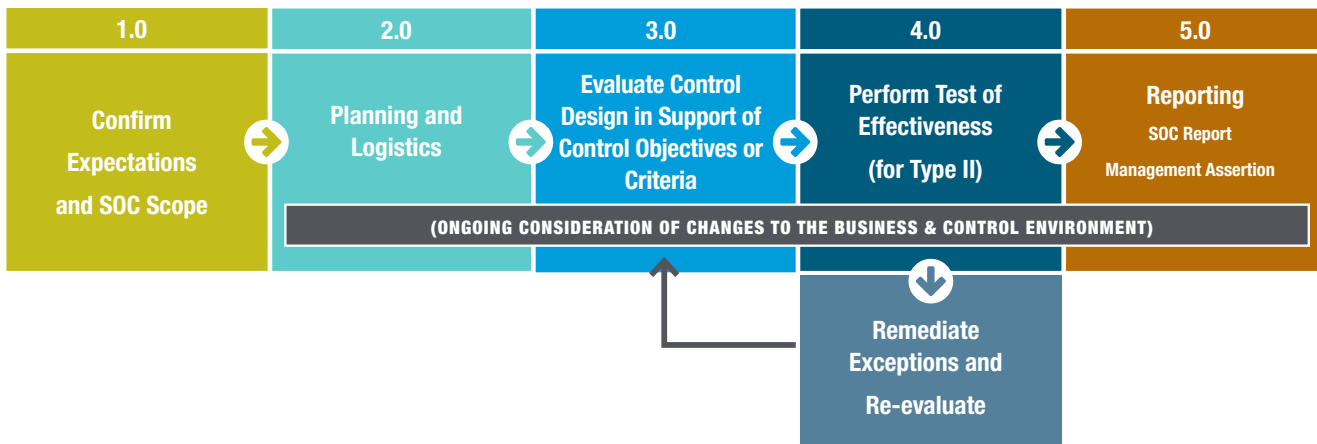 1.0
Confirm
Expectations
and SOC Scope
2.0
Planning and
Logistics
3.0
Evaluate Control
Design in Support of
Control Objectives or
Criteria
4.0
Perform Test of
Effectiveness
(for Type II)
5.0
Reporting
SOC Report
Management Assertion
(ONGOING CONSIDERATION OF CHANGES TO THE BUSINESS & CONTROL ENVIRONMENT)
Remediate
Exceptions and
Re-evaluate